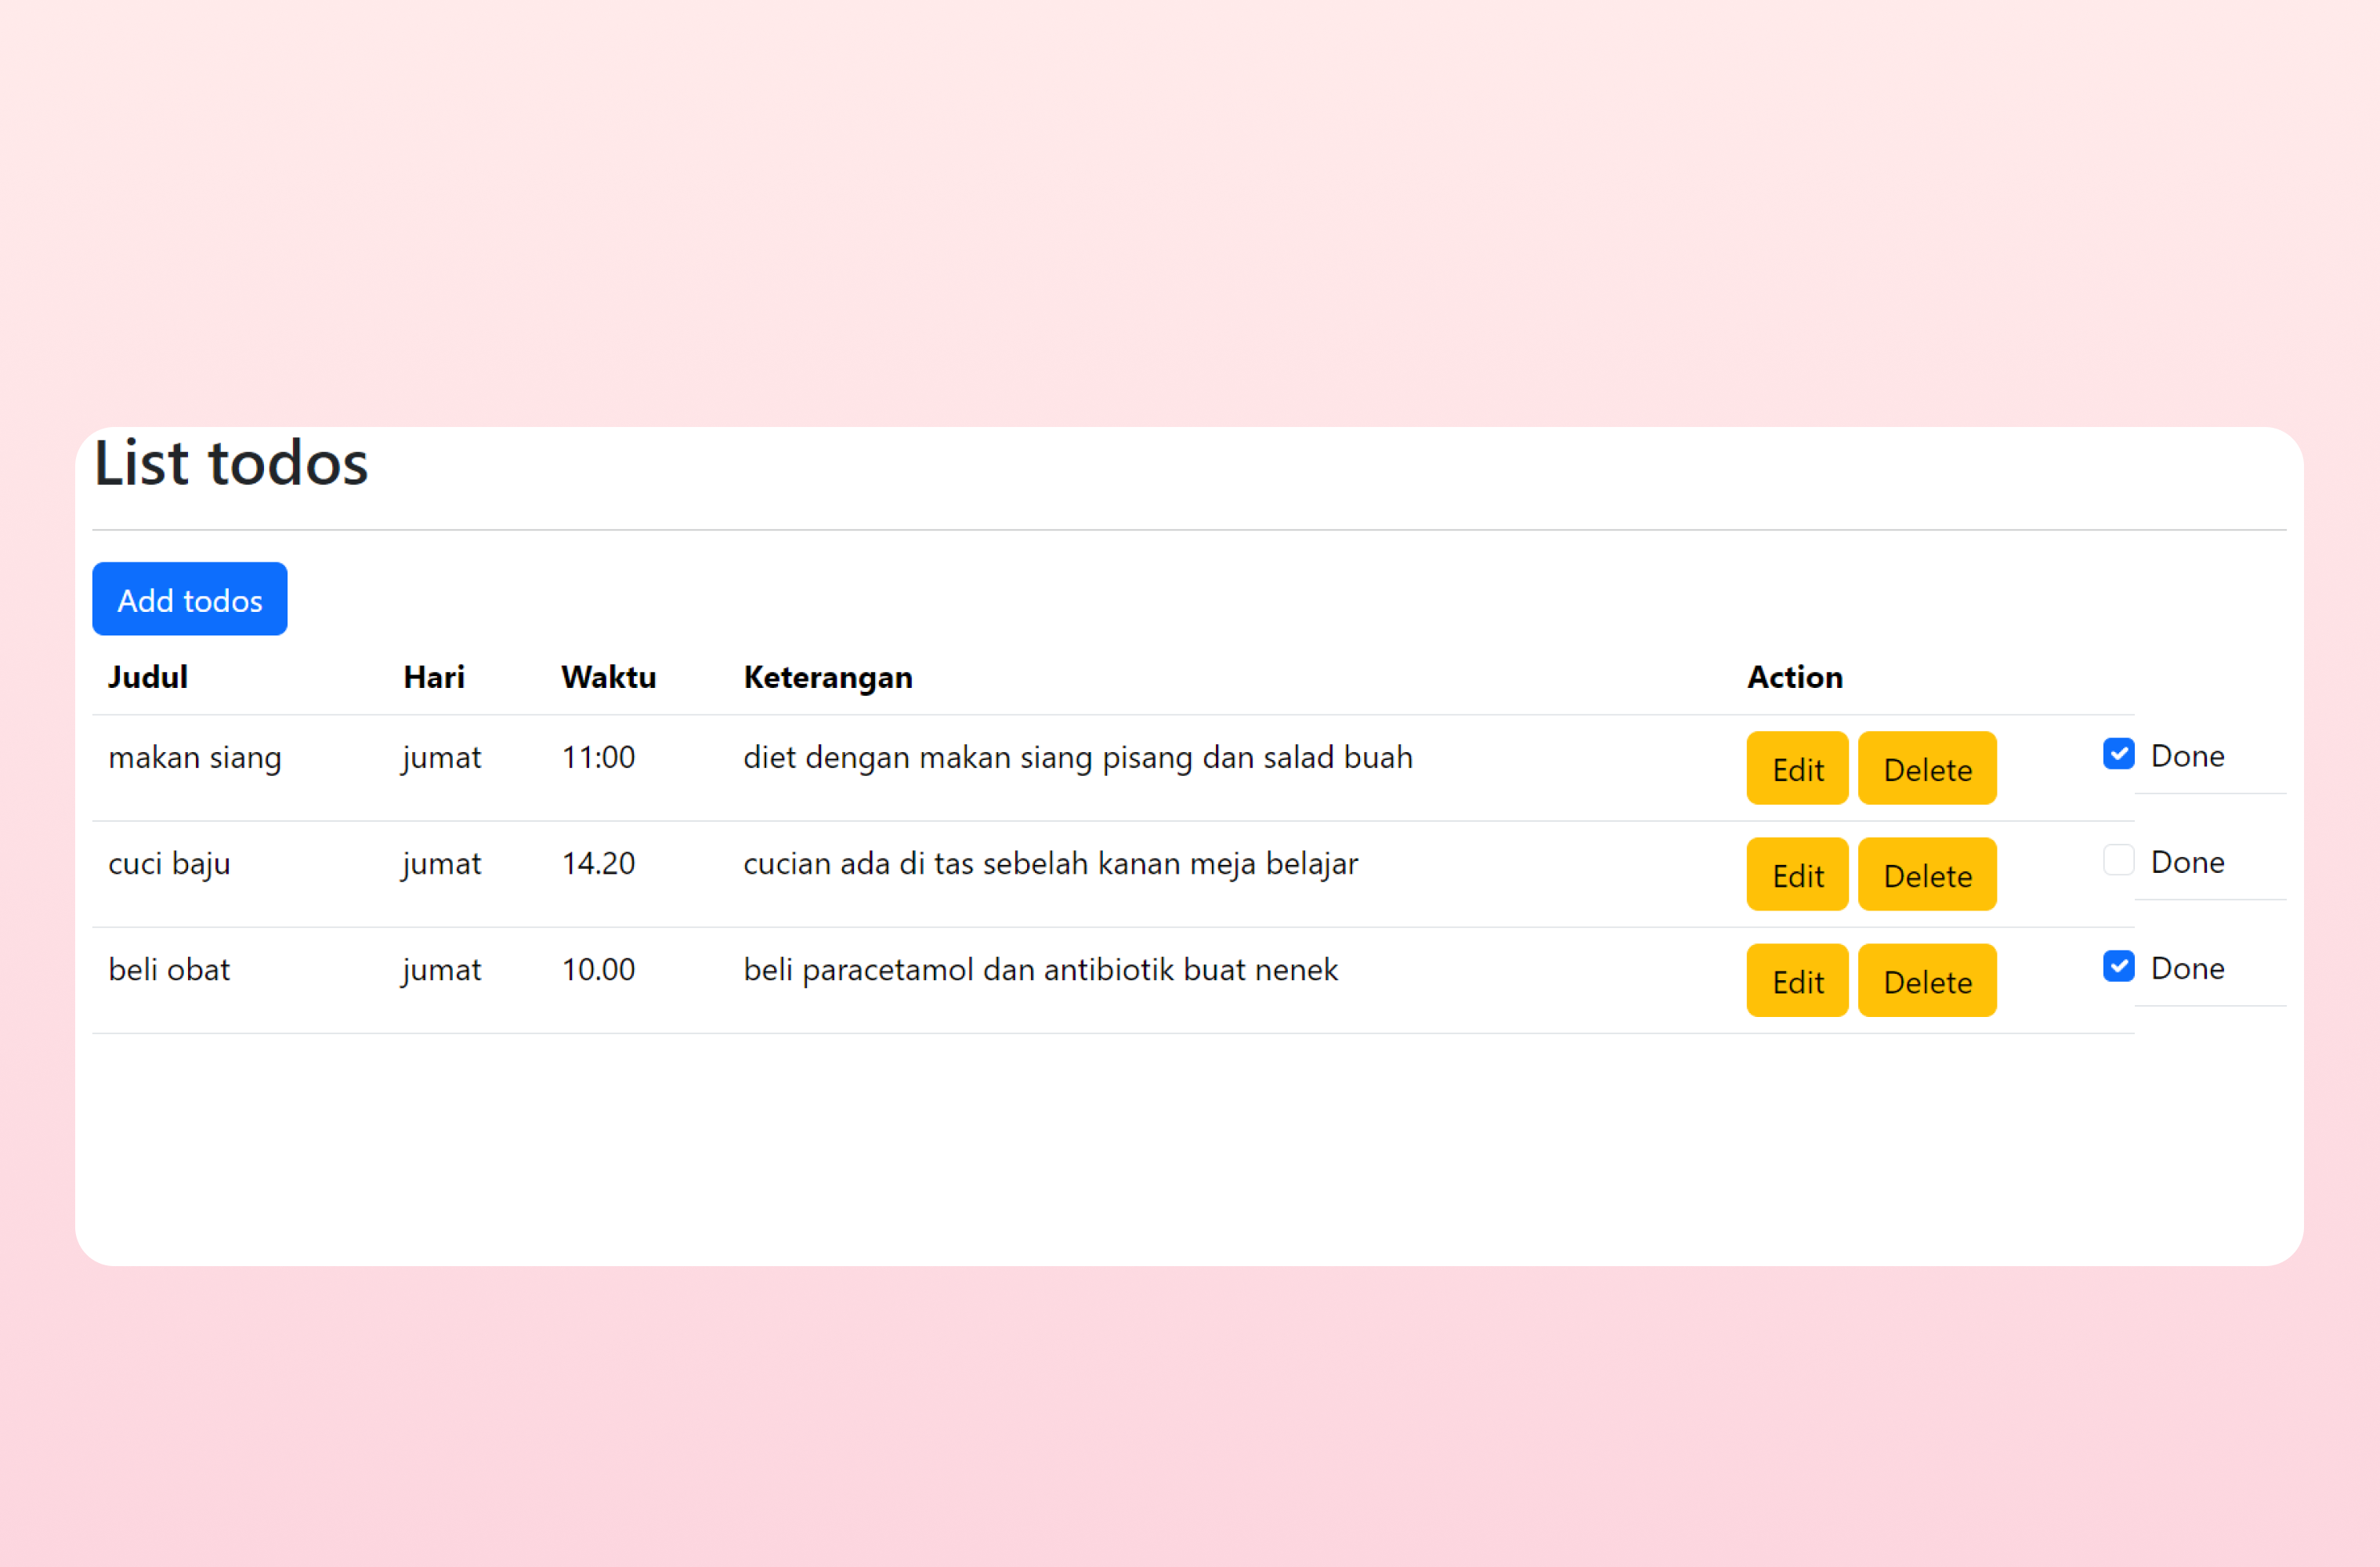 List todos
Add todos
Judul Hari Waktu Keterangan Action
makan siang jumat 11:00 diet dengan makan siang pisang dan salad buah Edit Delete Done
cuci baju jumat 14.20 cucian ada di tas sebelah kanan meja belajar Edit Delete Done
beli obat jumat 10.00 beli paracetamol dan antibiotik buat nenek Edit Delete Done